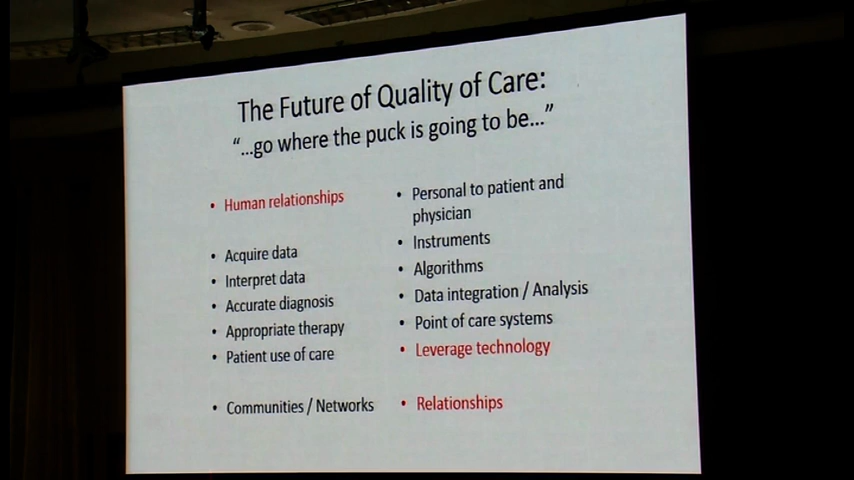 The Future of Quality of Care:
“...go where the puck is going to be...”
• Human relationships
• Acquire data
• Interpret data
• Accurate diagnosis
• Appropriate therapy
• Patient use of care
• Communities / Networks
• Personal to patient and
physician
• Instruments
• Algorithms
• Data integration / Analysis
• Point of care systems
• Leverage technology
• Relationships